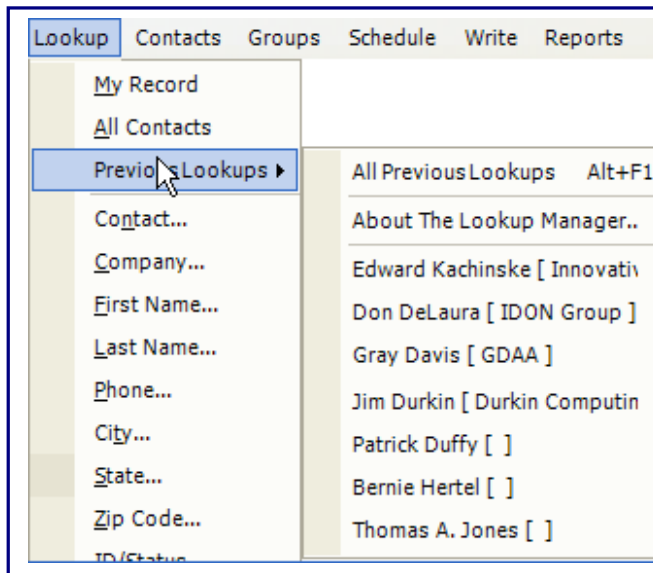 Lookup Contacts Groups Schedule Write Reports
My Record
All Contacts
Previous Lookups
Contact...
Company...
First Name...
Last Name...
Phone...
City...
State...
Zip Code...
ID/Status
All Previous Lookups Alt+F1
About The Lookup Manager..
Edward Kachinske [ Innovativ
Don DeLaura [ IDON Group ]
Gray Davis [ GDAA ]
Jim Durkin [ Durkin Computin
Patrick Duffy [ ]
Bernie Hertel [ ]
Thomas A. Jones [ ]